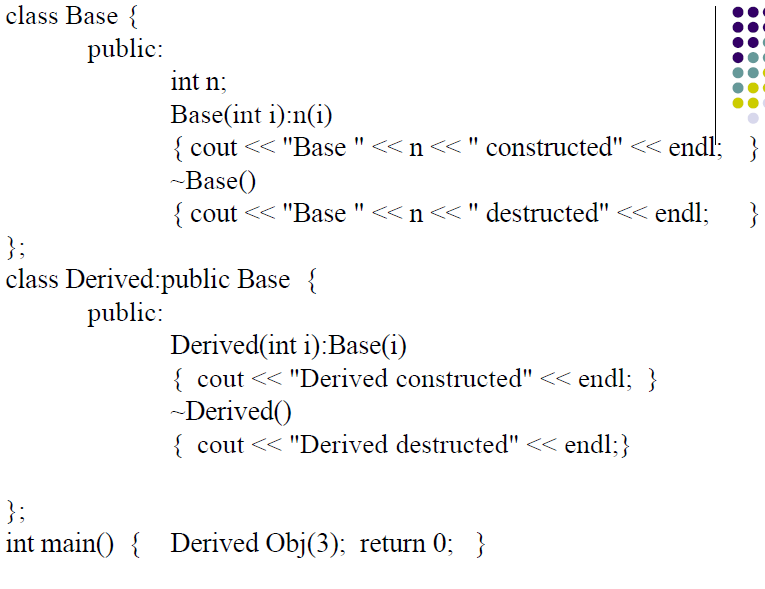 class Base {
public:
int n;
Base(int i):n(i)
{ cout << "Base " << n << " constructed" << endl; }
~Base()
{ cout << "Base " << n << " destructed" << endl; }
};
class Derived:public Base {
public:
Derived(int i):Base(i)
{ cout << "Derived constructed" << endl; }
~Derived()
{ cout << "Derived destructed" << endl;}
};
int main() { Derived Obj(3); return 0; }